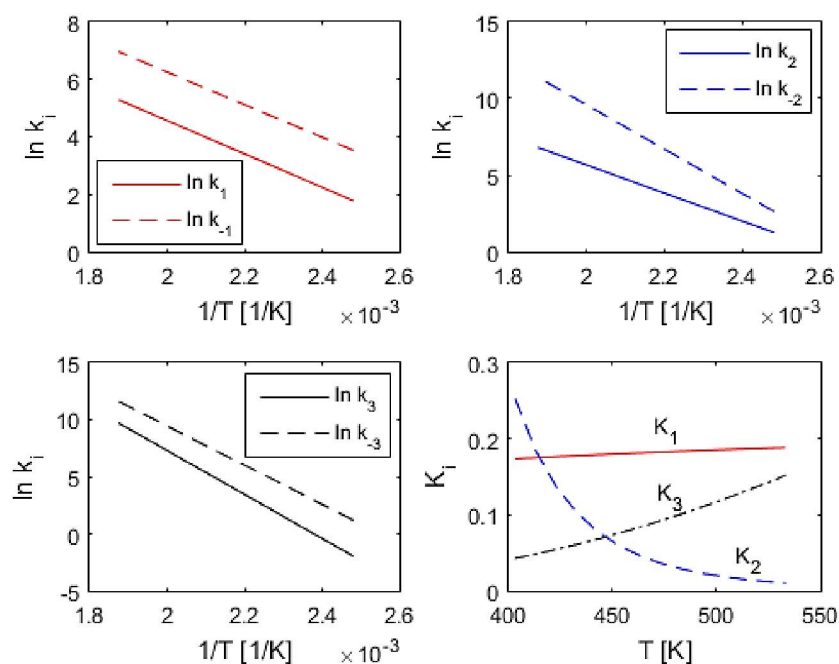 8
6
4
2
0
ln k_i
ln k_1
ln k_-1
1.8 2 2.2 2.4 2.6
1/T [1/K] × 10^-3
15
10
5
0
ln k_i
ln k_2
ln k_-2
1.8 2 2.2 2.4 2.6
1/T [1/K] × 10^-3
15
10
5
0
-5
ln k_i
ln k_3
ln k_-3
1.8 2 2.2 2.4 2.6
1/T [1/K] × 10^-3
0.3
0.2
0.1
0
K_i
K_1
K_3
K_2
400 450 500 550
T [K]